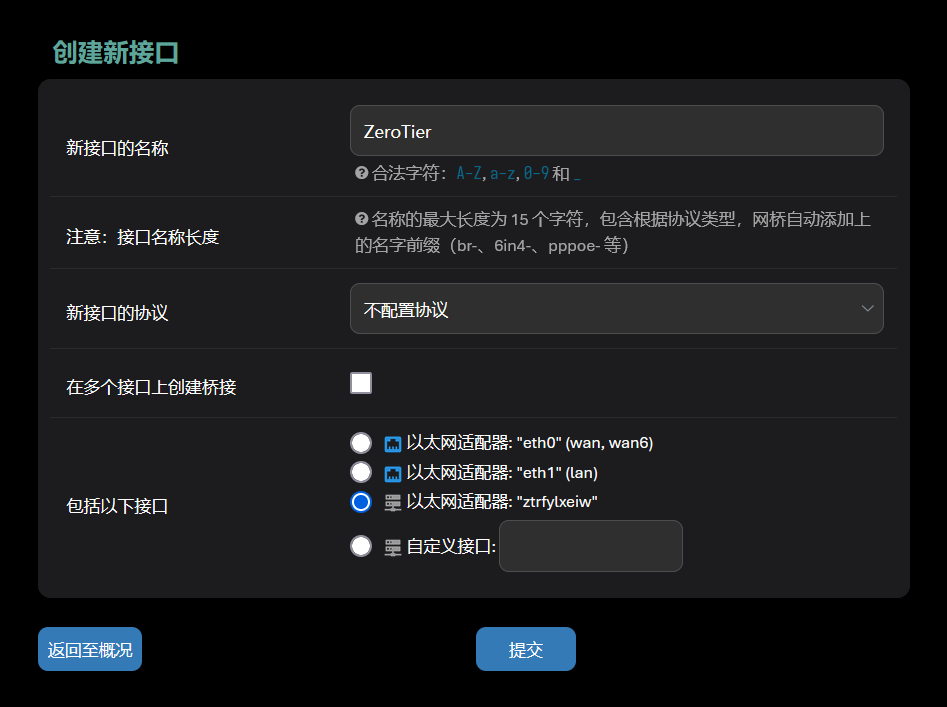 创建新接口
新接口的名称
ZeroTier
合法字符：A-Z,a-z,0-9和 _
注意：接口名称长度
名称的最大长度为 15 个字符，包含根据协议类型，网桥自动添加上
的名字前缀（br-、6in4-、pppoe- 等）
新接口的协议
不配置协议
在多个接口上创建桥接
包括以下接口
以太网适配器: "eth0" (wan, wan6)
以太网适配器: "eth1" (lan)
以太网适配器: "ztrfylxeiw"
自定义接口:
返回至概况
提交